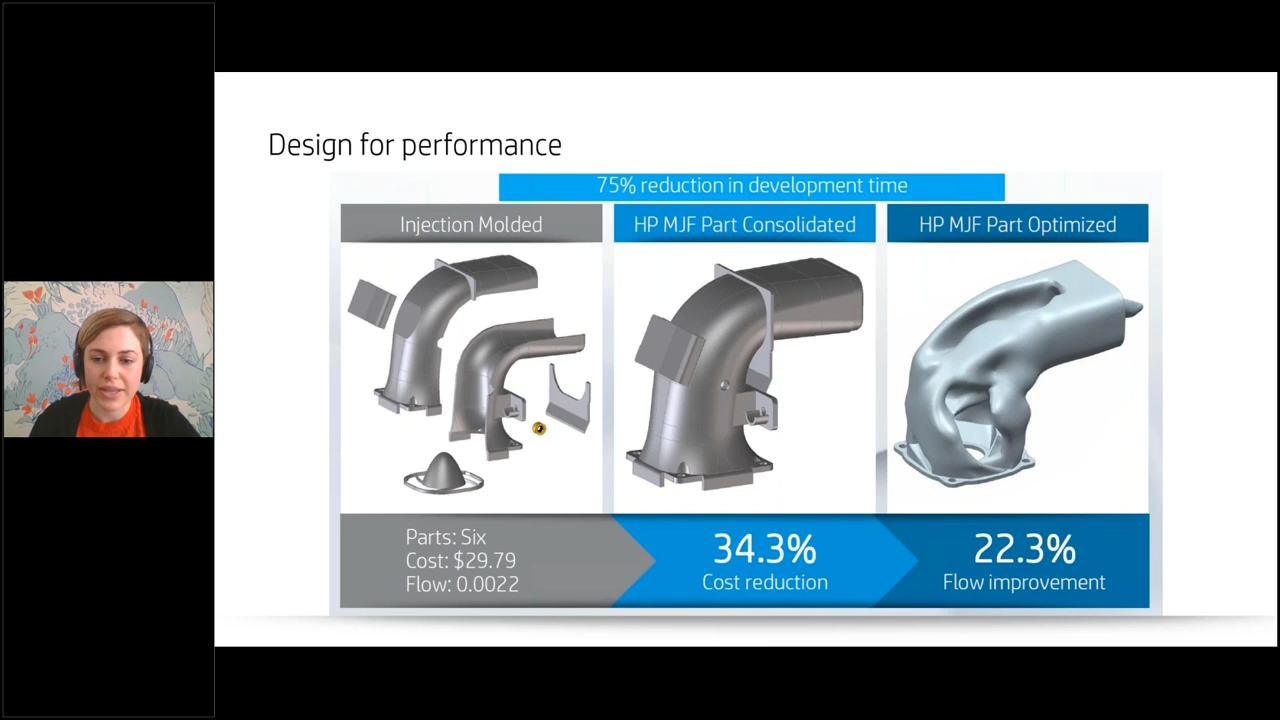 Design for performance
75% reduction in development time
Injection Molded
HP MJF Part Consolidated
HP MJF Part Optimized
Parts: Six
Cost: $29.79
Flow: 0.0022
34.3%
Cost reduction
22.3%
Flow improvement